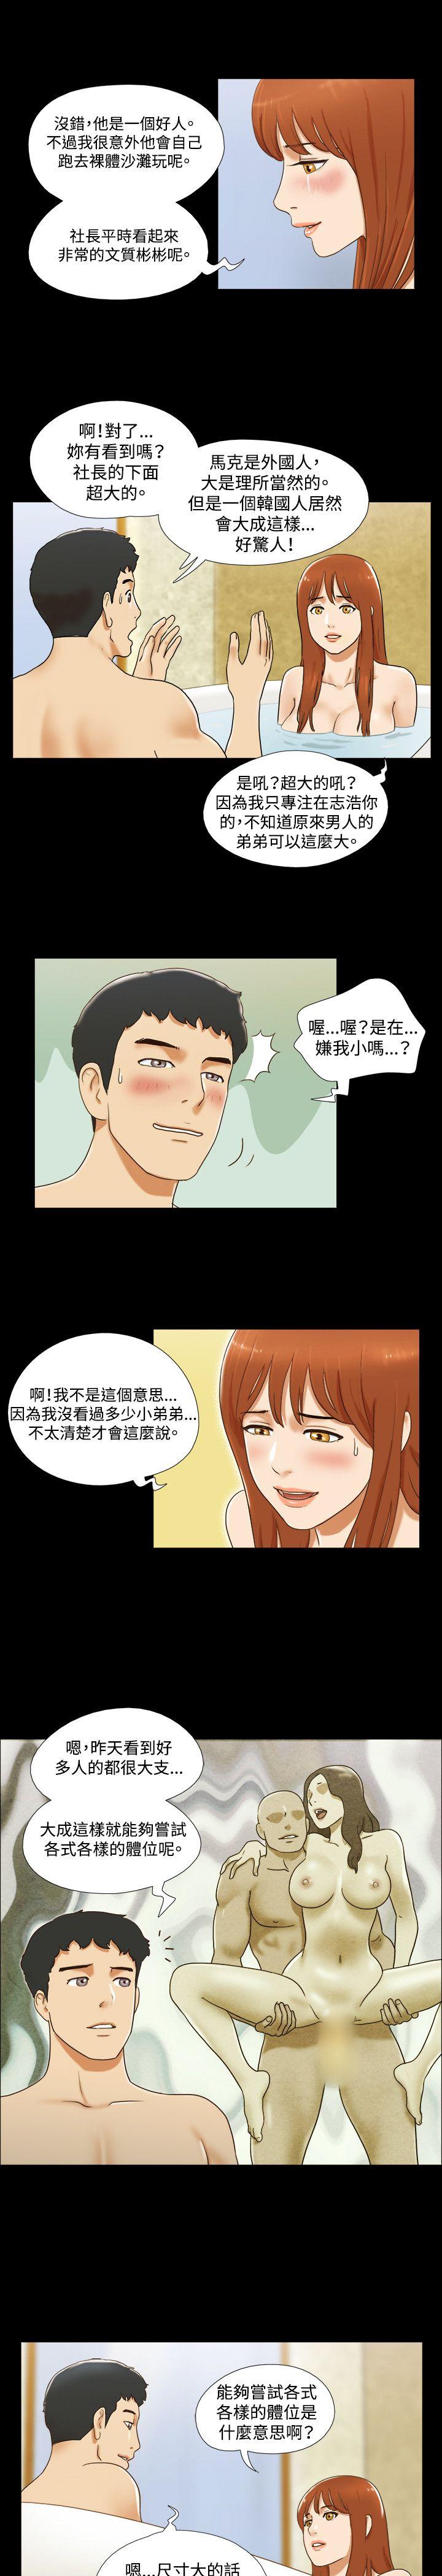 沒錯,他是一個好人。
不過我很意外他會自己
跑去裸體沙灘玩呢。
社長平時看起來
非常的文質彬彬呢。
啊!對了...
妳有看到嗎?
社長的下面
超大的。
馬克是外國人,
大是理所當然的。
但是一個韓國人居然
會大成這樣...
好驚人!
是吼?超大的吼?
因為我只專注在志浩你
的,不知道原來男人的
弟弟可以這麼大。
喔...喔?是在...
嫌我小嗎...?
啊!我不是這個意思...
因為我沒看過多少小弟弟...
不太清楚才會這麼說。
嗯,昨天看到好
多人的都很大支...
大成這樣就能夠嘗試
各式各樣的體位呢。
能夠嘗試各式
各樣的體位是
什麼意思啊?
嗯...尺寸大的話